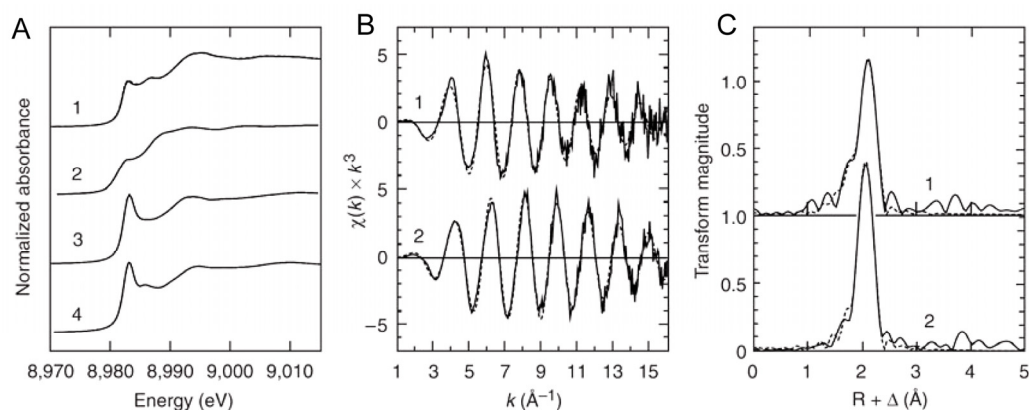 A
Normalized absorbance
1
2
3
4
8,970 8,980 8,990 9,000 9,010
Energy (eV)
B
χ(k) × k³
5
0
5
0
−5
1
2
1 3 5 7 9 11 13 15
k (Å⁻¹)
C
Transform magnitude
1.0
0.5
1.0
0.5
0
1
2
0 1 2 3 4 5
R + Δ (Å)